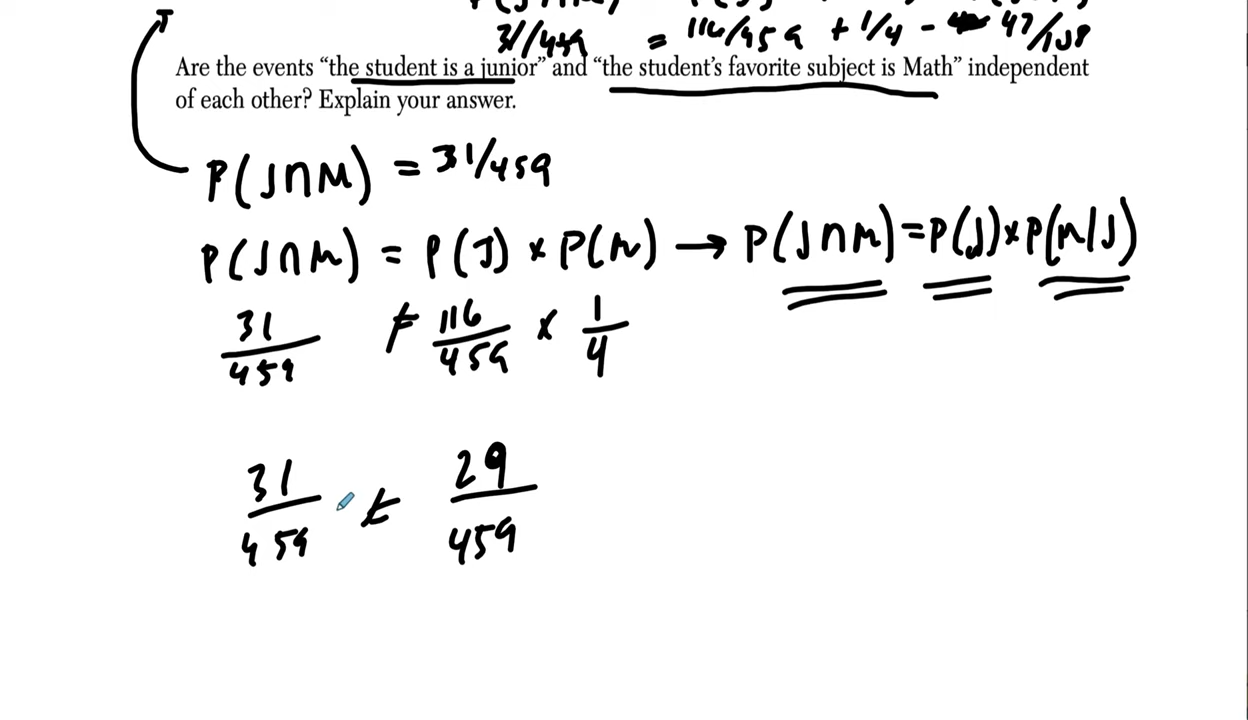 31/459 = 116/459 + 1/4 - 47/108
Are the events “the student is a junior” and “the student’s favorite subject is Math” independent
of each other? Explain your answer.
P(J∩M) = 31/459
P(J∩M) = P(J) × P(M) → P(J∩M) = P(J) × P(M/J)
31/459 ≠ 116/459 × 1/4
31/459 ≠ 29/459